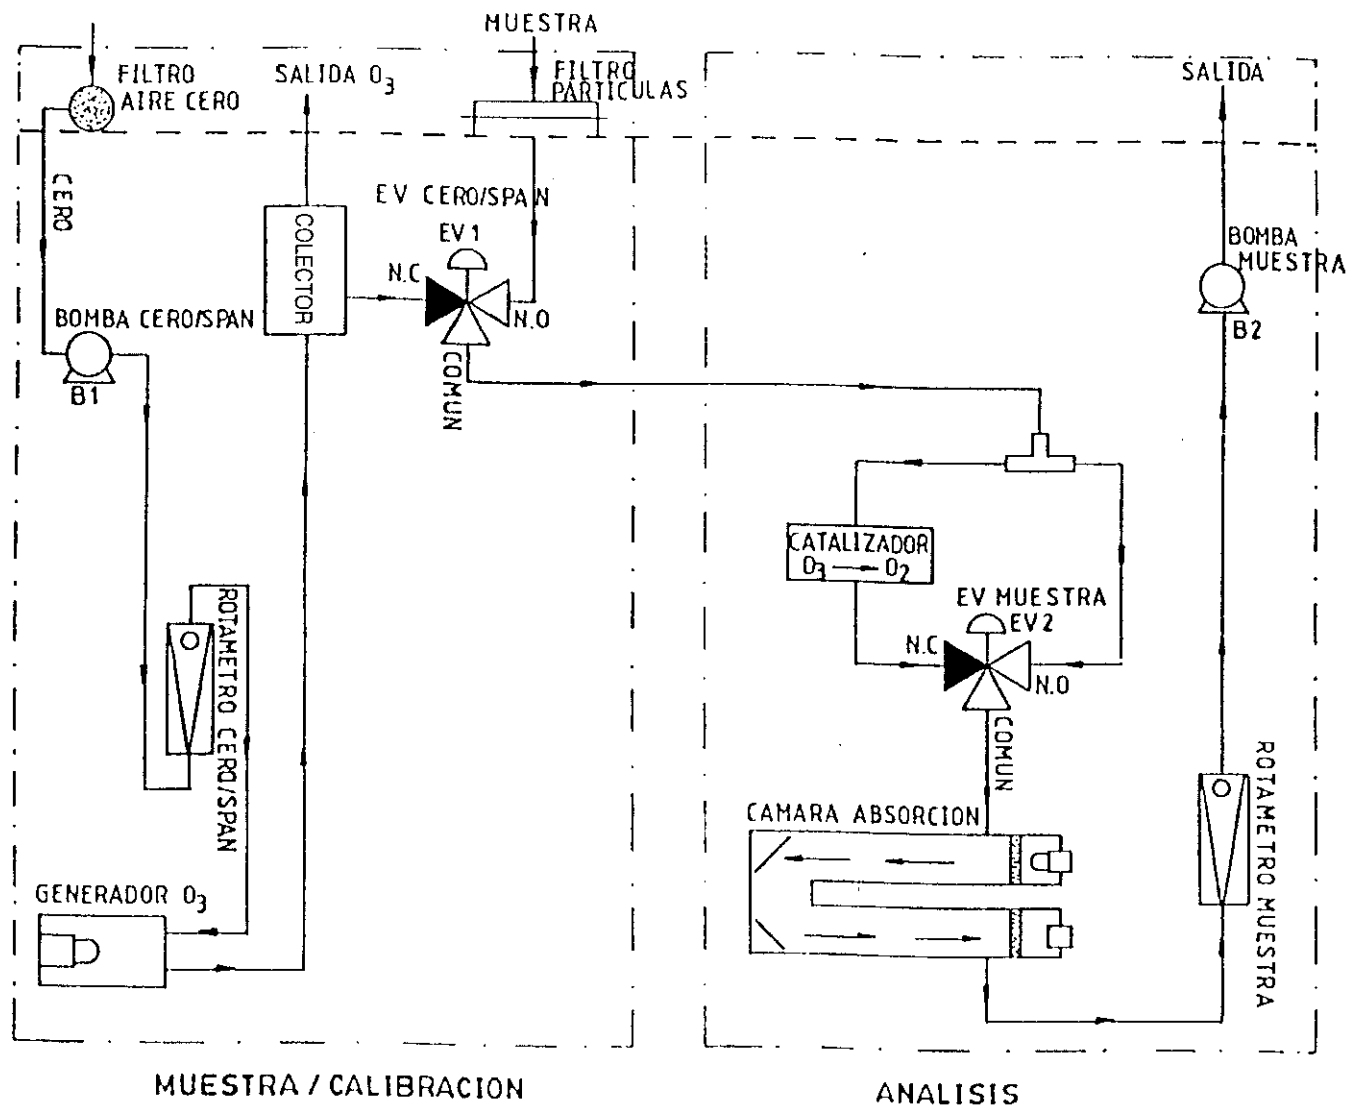 MUESTRA
FILTRO
AIRE CERO
SALIDA O3
FILTRO
PARTICULAS
SALIDA
CERO
EV CERO/SPAN
EV1
N.C
N.O
COMUN
COLECTOR
BOMBA CERO/SPAN
B1
BOMBA
MUESTRA
B2
CATALIZADOR
O3 → O2
EV MUESTRA
EV2
N.C
N.O
COMUN
ROTAMETRO CERO/SPAN
ROTAMETRO MUESTRA
CAMARA ABSORCION
GENERADOR O3
MUESTRA / CALIBRACION
ANALISIS